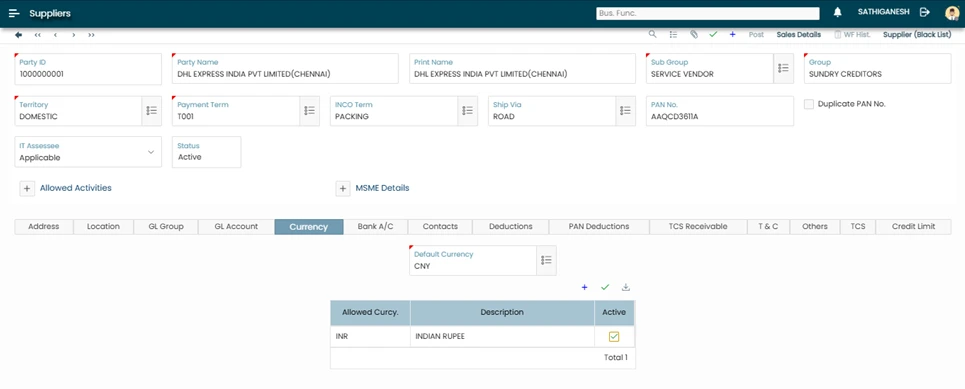 Suppliers
Bus. Func.
SATHIGANESH
Post
Sales Details
WF Hist.
Supplier (Black List)
Party ID
1000000001
Party Name
DHL EXPRESS INDIA PVT LIMITED(CHENNAI)
Print Name
DHL EXPRESS INDIA PVT LIMITED(CHENNAI)
Sub Group
SERVICE VENDOR
Group
SUNDRY CREDITORS
Territory
DOMESTIC
Payment Term
T001
INCO Term
PACKING
Ship Via
ROAD
PAN No.
AAQCD3611A
Duplicate PAN No.
IT Assessee
Applicable
Status
Active
Allowed Activities
MSME Details
Address
Location
GL Group
GL Account
Currency
Bank A/C
Contacts
Deductions
PAN Deductions
TCS Receivable
T & C
Others
TCS
Credit Limit
Default Currency
CNY
Allowed Curcy.
Description
Active
INR
INDIAN RUPEE
Total 1